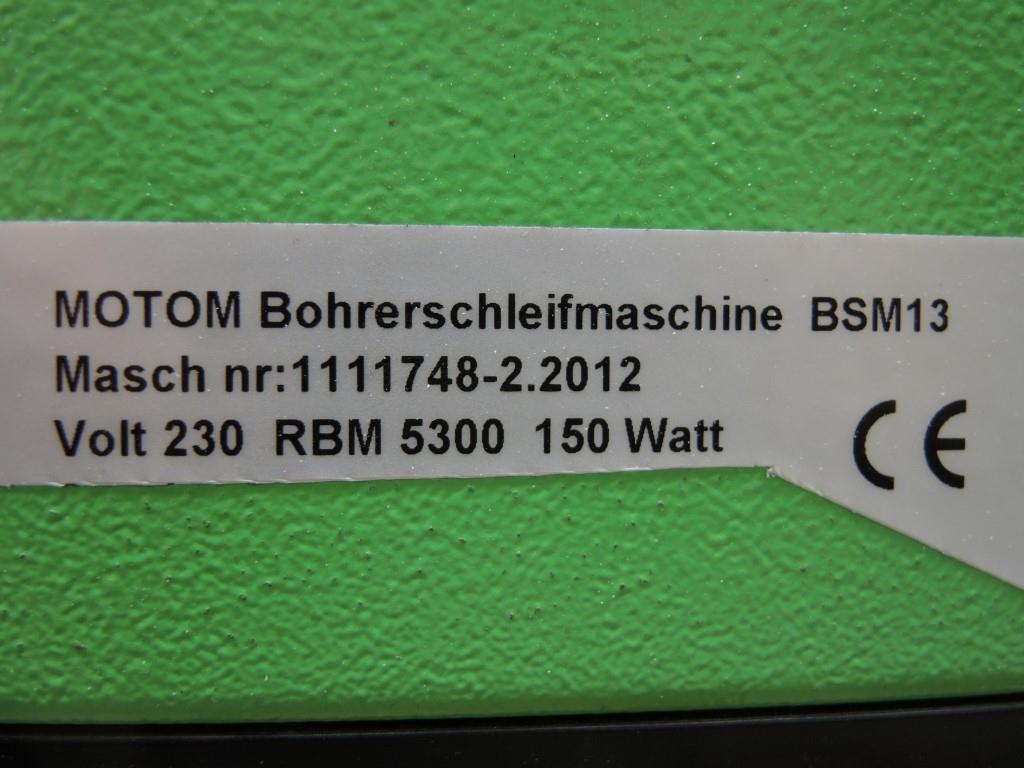 MOTOM Bohrerschleifmaschine BSM13
Masch nr:1111748-2.2012
Volt 230 RBM 5300 150 Watt
CE